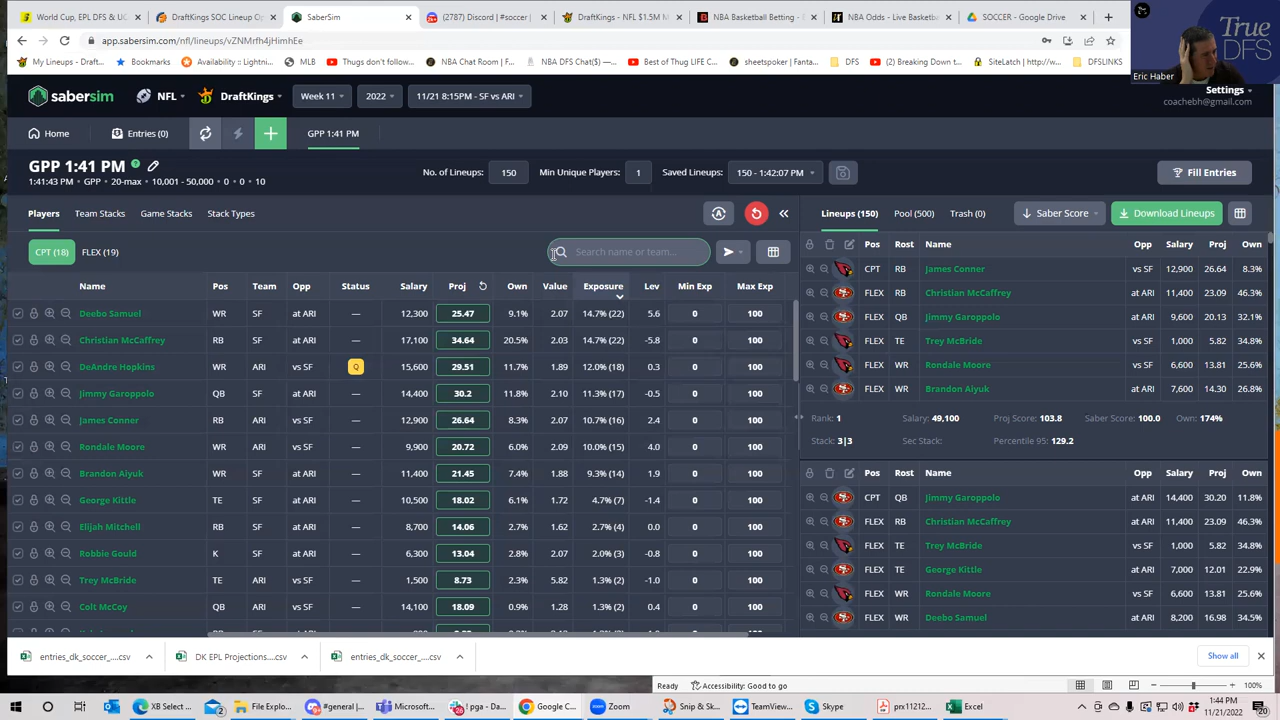 World Cup, EPL DFS & UC
DraftKings SOC Lineup Cl
SaberSim
(2787) Discord | #soccer |
DraftKings - NFL $1.5M M
NBA Basketball Betting -
NBA Odds - Live Basketba
SOCCER - Google Drive
app.sabersim.com/nfl/lineups/vZNMrfh4jHimhEe
My Lineups - Draft...
Bookmarks
Availability :: Lightni...
MLB
Thugs don't follow...
NBA Chat Room | F...
NBA DFS Chat($) -...
Best of Thug LIFE C...
sheetspoker | Fanta...
DFS
(2) Breaking Down t...
SiteLatch | http://w...
DFSLINKS
True DFS
Eric Haber
sabersim
NFL
DraftKings
Week 11
2022
11/21 8:15PM - SF vs ARI
Settings
coachebh@gmail.com
Home
Entries (0)
GPP 1:41 PM
GPP 1:41 PM
1:41:43 PM • GPP • 20-max • 10,001 - 50,000 • 0 • 0 • 10
No. of Lineups: 150
Min Unique Players: 1
Saved Lineups: 150 - 1:42:07 PM
Fill Entries
Players Team Stacks Game Stacks Stack Types
Lineups (150) Pool (500) Trash (0) Saber Score Download Lineups
CPT (18) FLEX (19) Search name or team...
Name Pos Team Opp Status Salary Proj Own Value Exposure Lev Min Exp Max Exp
Deebo Samuel WR SF at ARI — 12,300 25.47 9.1% 2.07 14.7% (22) 5.6 0 100
Christian McCaffrey RB SF at ARI — 17,100 34.64 20.5% 2.03 14.7% (22) -5.8 0 100
DeAndre Hopkins WR ARI vs SF Q 15,600 29.51 11.7% 1.89 12.0% (18) 0.3 0 100
Jimmy Garoppolo QB SF at ARI — 14,400 30.2 11.8% 2.10 11.3% (17) -0.5 0 100
James Conner RB ARI vs SF — 12,900 26.64 8.3% 2.07 10.7% (16) 2.4 0 100
Rondale Moore WR ARI vs SF — 9,900 20.72 6.0% 2.09 10.0% (15) 4.0 0 100
Brandon Aiyuk WR SF at ARI — 11,400 21.45 7.4% 1.88 9.3% (14) 1.9 0 100
George Kittle TE SF at ARI — 10,500 18.02 6.1% 1.72 4.7% (7) -1.4 0 100
Elijah Mitchell RB SF at ARI — 8,700 14.06 2.7% 1.62 2.7% (4) 0.0 0 100
Robbie Gould K SF at ARI — 6,300 13.04 2.8% 2.07 2.0% (3) -0.8 0 100
Trey McBride TE ARI vs SF — 1,500 8.73 2.3% 5.82 1.3% (2) -1.0 0 100
Colt McCoy QB ARI vs SF — 14,100 18.09 0.9% 1.28 1.3% (2) 0.4 0 100
Pos Rost Name Opp Salary Proj Own
CPT RB James Conner vs SF 12,900 26.64 8.3%
FLEX RB Christian McCaffrey at ARI 11,400 23.09 46.3%
FLEX QB Jimmy Garoppolo at ARI 9,600 20.13 32.1%
FLEX TE Trey McBride vs SF 1,000 5.82 34.8%
FLEX WR Rondale Moore vs SF 6,600 13.81 25.6%
FLEX WR Brandon Aiyuk at ARI 7,600 14.30 26.8%
Rank: 1 Salary: 49,100 Proj Score: 103.8 Saber Score: 100.0 Own: 174%
Stack: 3|3 Sec Stack: Percentile 95: 129.2
Pos Rost Name Opp Salary Proj Own
CPT QB Jimmy Garoppolo at ARI 14,400 30.20 11.8%
FLEX RB Christian McCaffrey at ARI 11,400 23.09 46.3%
FLEX TE Trey McBride vs SF 1,000 5.82 34.8%
FLEX TE George Kittle at ARI 7,000 12.01 22.9%
FLEX WR Rondale Moore vs SF 6,600 13.81 25.6%
FLEX WR Deebo Samuel at ARI 8,200 16.98 34.5%
entries_dk_soccer_....csv
DK EPL Projections....csv
entries_dk_soccer_....csv
Show all
Ready
Accessibility: Good to go
100%
XB Select ...
2
File Explo...
#general |...
Microsoft...
! pga - Da...
Google C...
Zoom
Snip & Sk...
TeamView...
Skype
px11212...
Excel
1:44 PM
11/21/2022
20